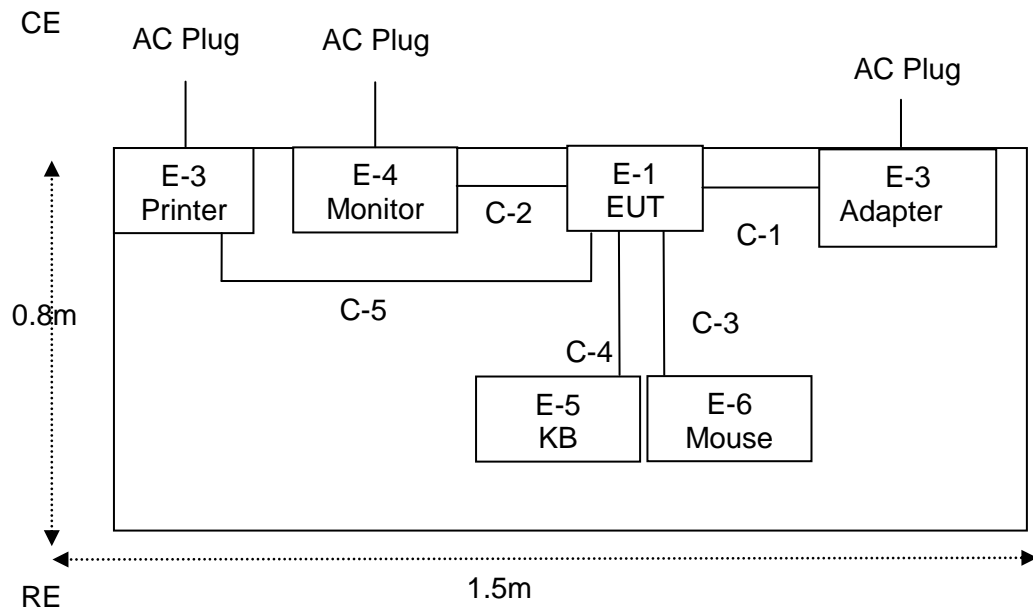 CE
AC Plug
AC Plug
AC Plug
E-3
Printer
E-4
Monitor
E-1
EUT
E-3
Adapter
C-2
C-1
C-5
C-3
C-4
0.8m
E-5
KB
E-6
Mouse
1.5m
RE